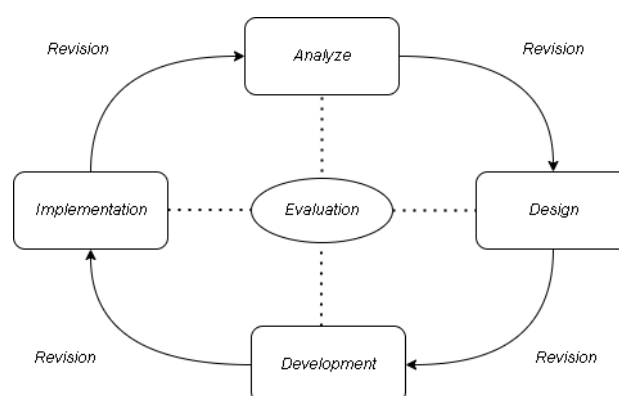 Revision
Analyze
Revision
Implementation
Evaluation
Design
Revision
Development
Revision